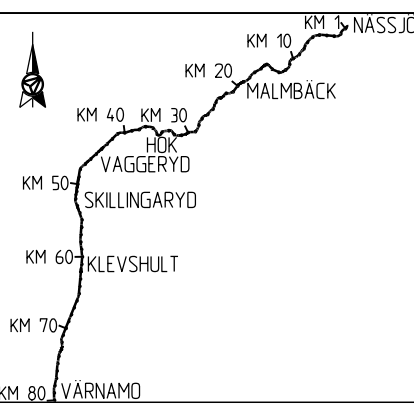 KM 1 NÄSSJÖ
KM 10
KM 20
MALMBÄCK
KM 40 KM 30
HOK
VAGGERYD
KM 50
SKILLINGARYD
KM 60 KLEVSHULT
KM 70
KM 80 VÄRNAMO